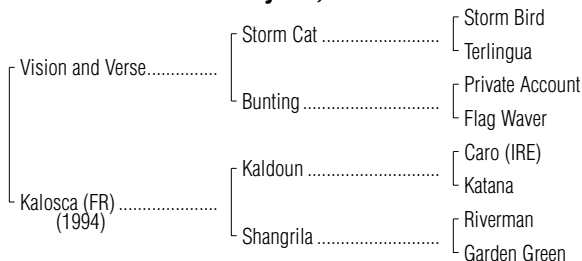 Storm Bird
Storm Cat ...........................
Terlingua
Vision and Verse................
Private Account
Bunting ..............................
Flag Waver
Caro (IRE)
Kaldoun ..............................
Katana
Kalosca (FR) ......................
(1994)
Riverman
Shangrila ............................
Garden Green